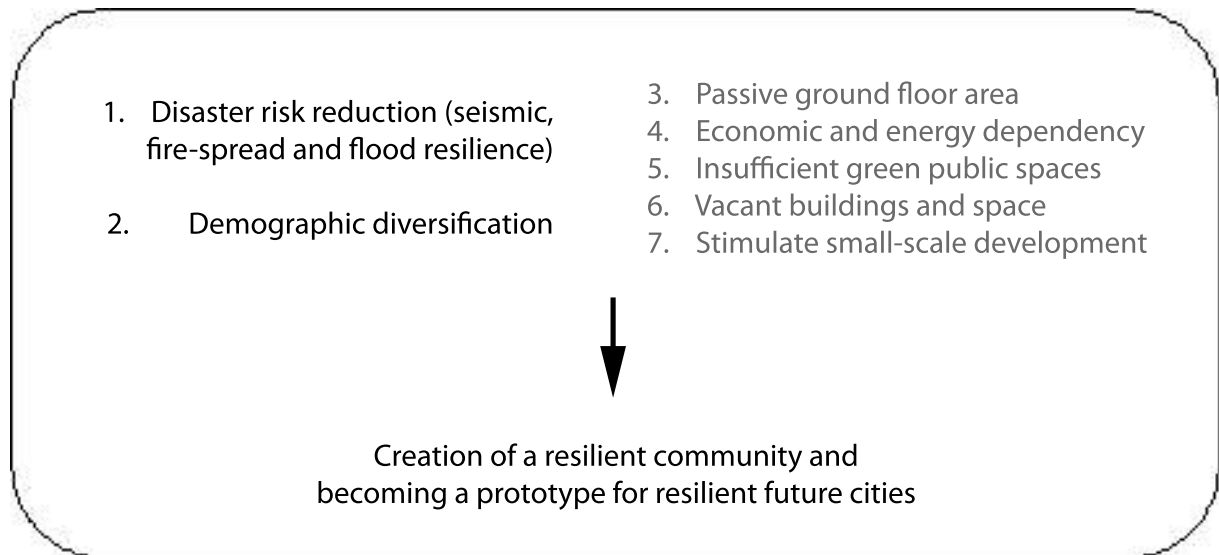 1. Disaster risk reduction (seismic,
fire-spread and flood resilience)
2. Demographic diversification
3. Passive ground floor area
4. Economic and energy dependency
5. Insufficient green public spaces
6. Vacant buildings and space
7. Stimulate small-scale development
Creation of a resilient community and
becoming a prototype for resilient future cities